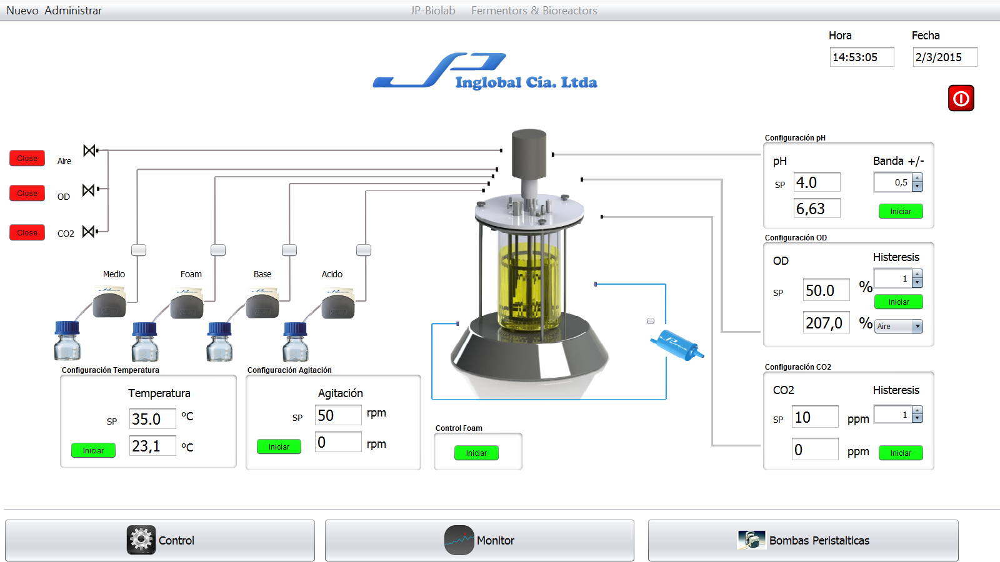 Nuevo Administrar
JP-Biolab Fermentors & Bioreactors
Hora Fecha
14:53:05 2/3/2015
Inglobal Cía. Ltda
Close Aire
Close OD
Close CO2
Medio Foam Base Acido
Configuración pH
pH Banda +/-
SP 4.0 0,5
6,63 Iniciar
Configuración OD
OD Histeresis
SP 50.0 % 1
Iniciar
207,0 % Aire
Configuración CO2
CO2 Histeresis
SP 10 ppm 1
0 ppm Iniciar
Configuración Temperatura
Temperatura
SP 35.0 ºC
Iniciar 23,1 ºC
Configuración Agitación
Agitación
SP 50 rpm
Iniciar 0 rpm
Control Foam
Iniciar
Control Monitor Bombas Peristalticas